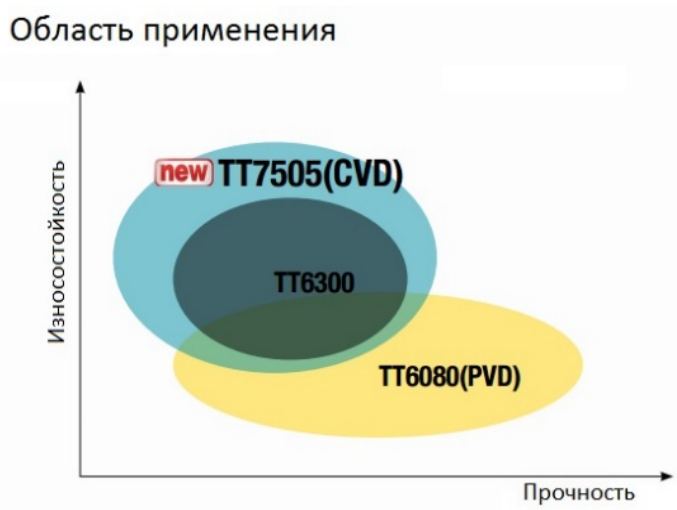 Область применения
Износостойкость
new TT7505(CVD)
TT6300
TT6080(PVD)
Прочность